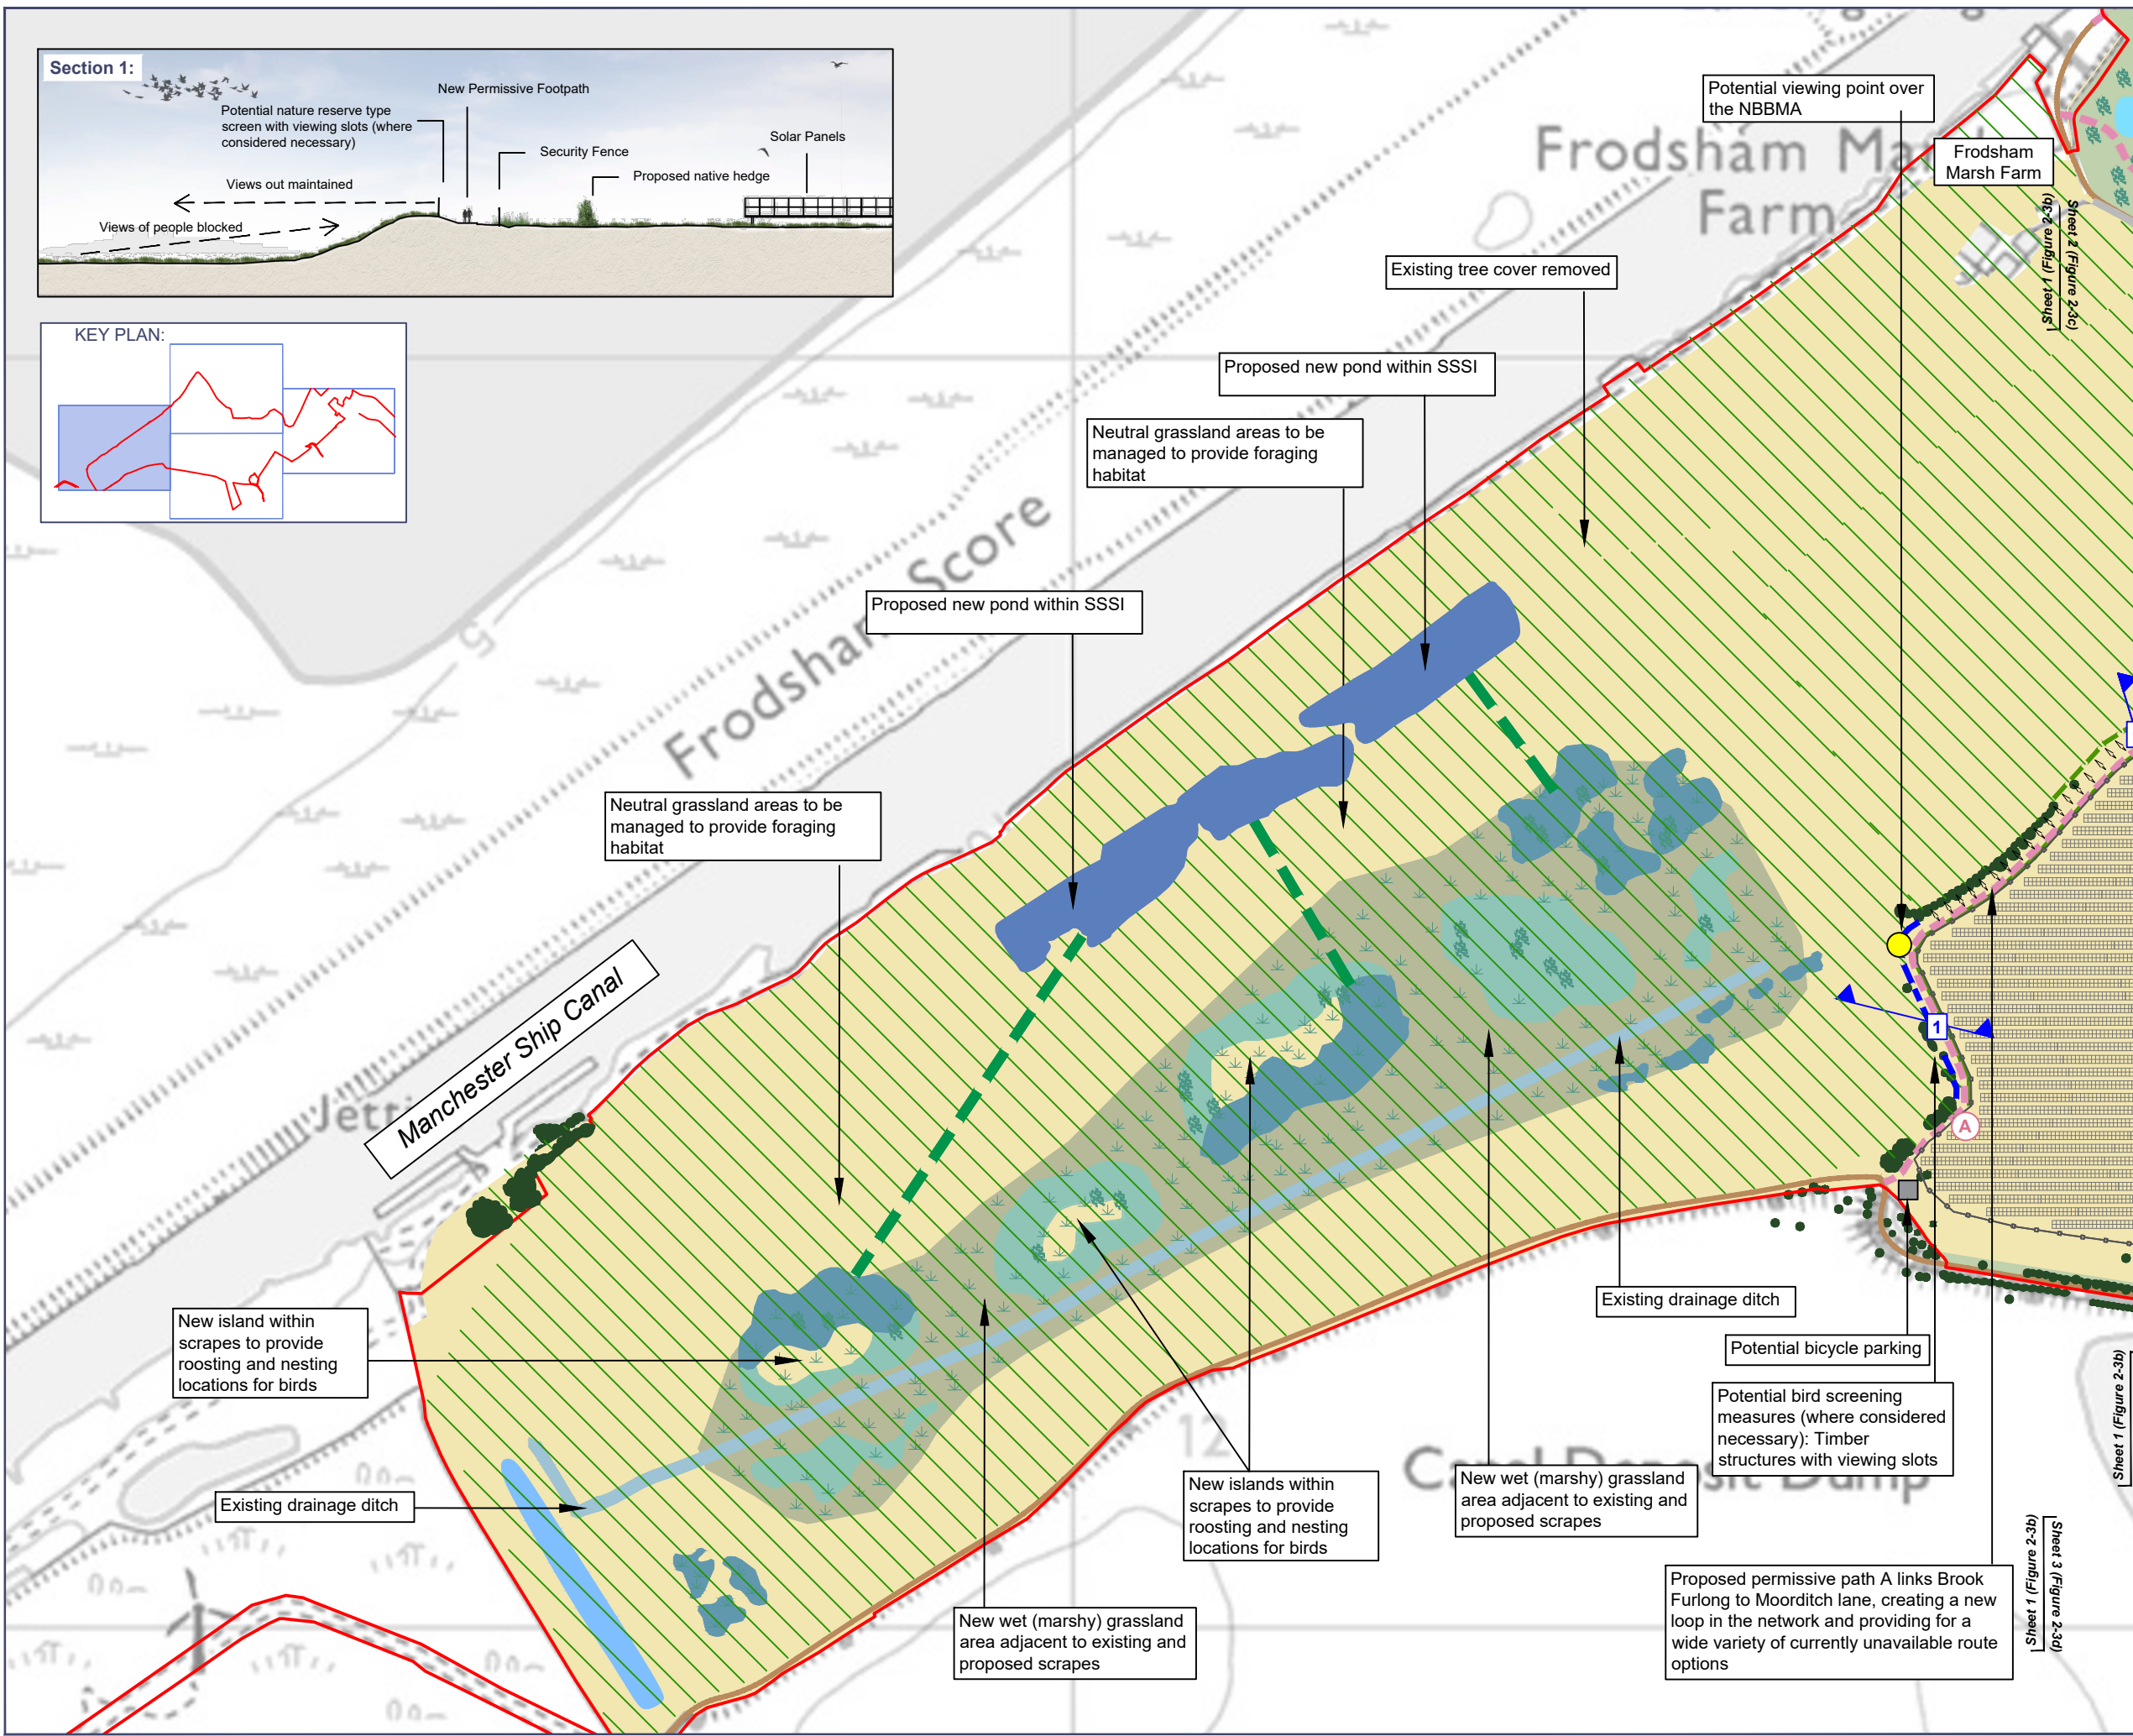 Section 1:
New Permissive Footpath
Potential nature reserve type
screen with viewing slots (where
considered necessary)
Security Fence
Solar Panels
Proposed native hedge
Views out maintained
Views of people blocked
KEY PLAN:
Potential viewing point over
the NBBMA
Frodsham
Marsh Farm
Frodsham Ma
Farm
Sheet 1 (Figure 2-3b)
Sheet 2 (Figure 2-3c)
Existing tree cover removed
Proposed new pond within SSSI
Neutral grassland areas to be
managed to provide foraging
habitat
Frodsham Score
5
Proposed new pond within SSSI
Neutral grassland areas to be
managed to provide foraging
habitat
Manchester Ship Canal
Jetti
1
A
New island within
scrapes to provide
roosting and nesting
locations for birds
Existing drainage ditch
Existing drainage ditch
Potential bicycle parking
Potential bird screening
measures (where considered
necessary): Timber
structures with viewing slots
12
Canal Deposit Dump
New islands within
scrapes to provide
roosting and nesting
locations for birds
New wet (marshy) grassland
area adjacent to existing and
proposed scrapes
New wet (marshy) grassland
area adjacent to existing and
proposed scrapes
Proposed permissive path A links Brook
Furlong to Moorditch lane, creating a new
loop in the network and providing for a
wide variety of currently unavailable route
options
Sheet 1 (Figure 2-3b)
Sheet 1 (Figure 2-3b)
Sheet 3 (Figure 2-3d)